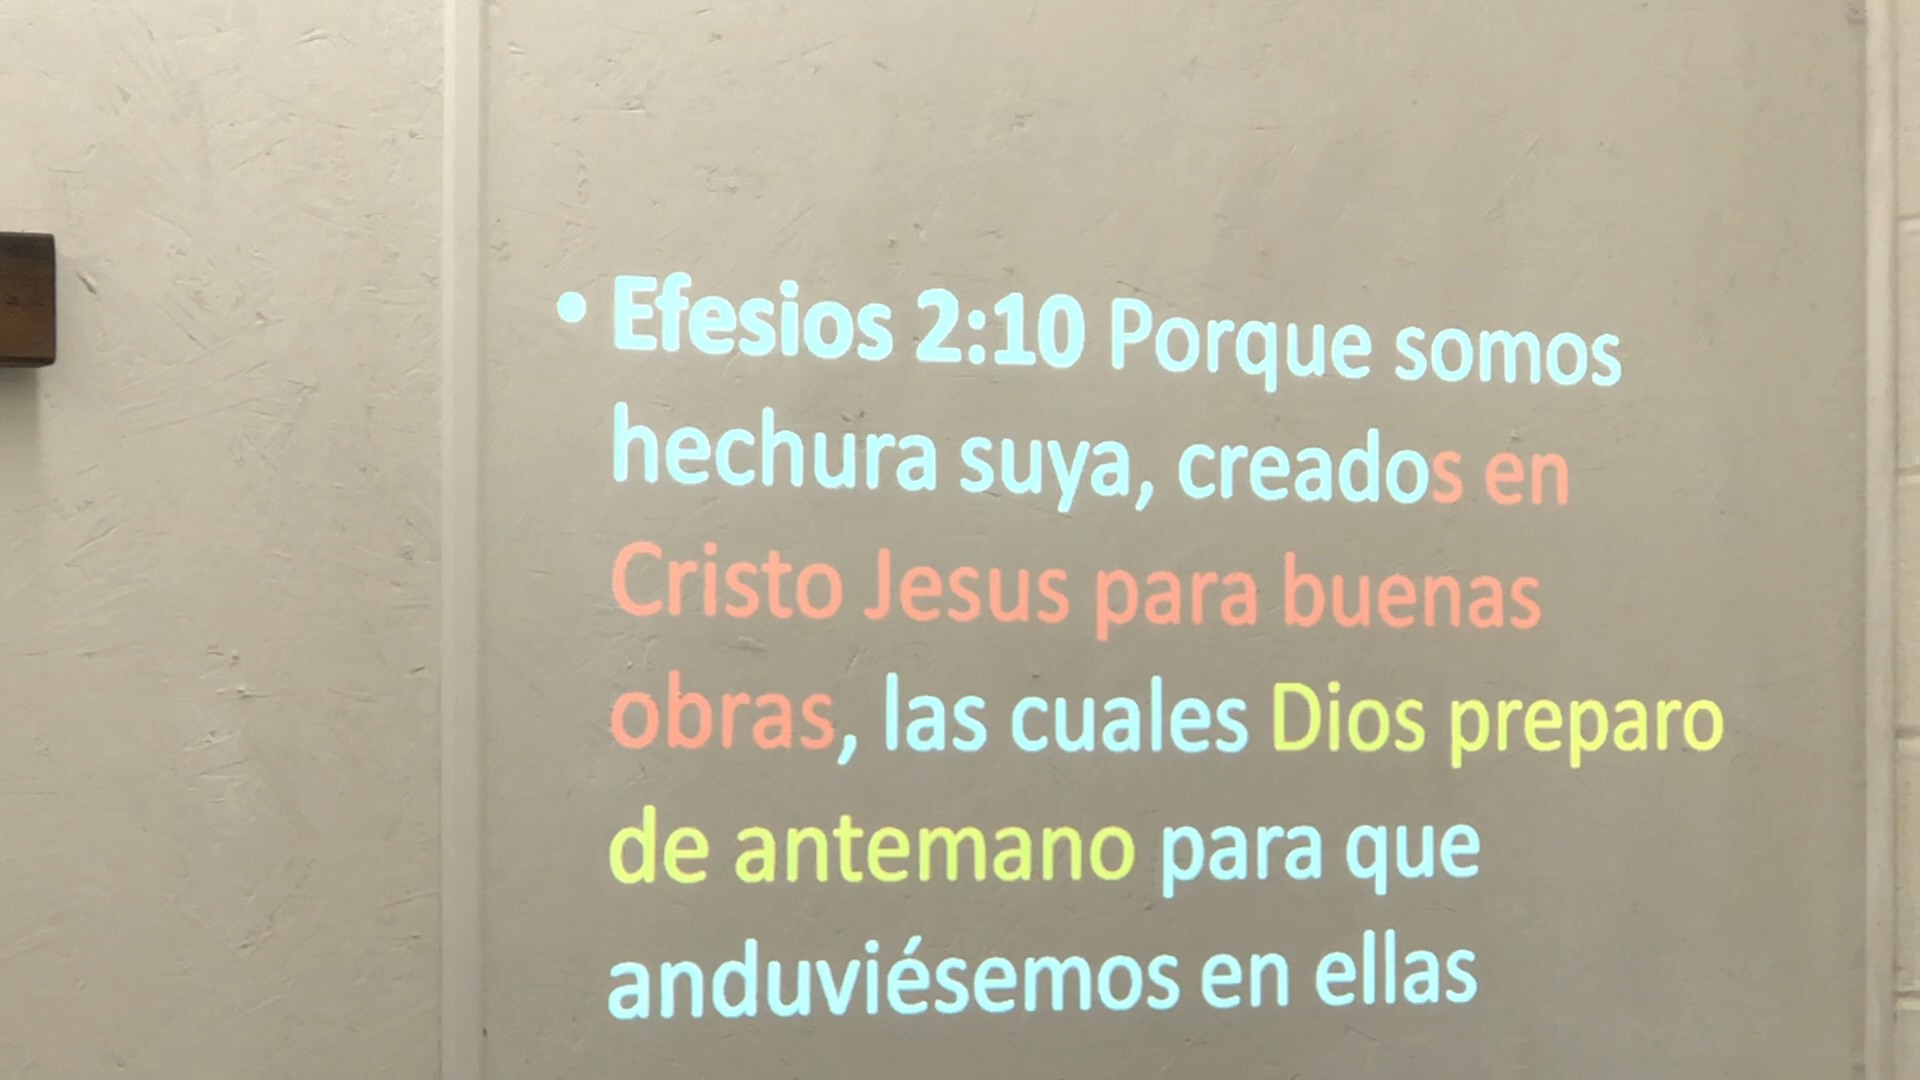 • Efesios 2:10 Porque somos
hechura suya, creados en
Cristo Jesus para buenas
obras, las cuales Dios preparo
de antemano para que
anduviésemos en ellas